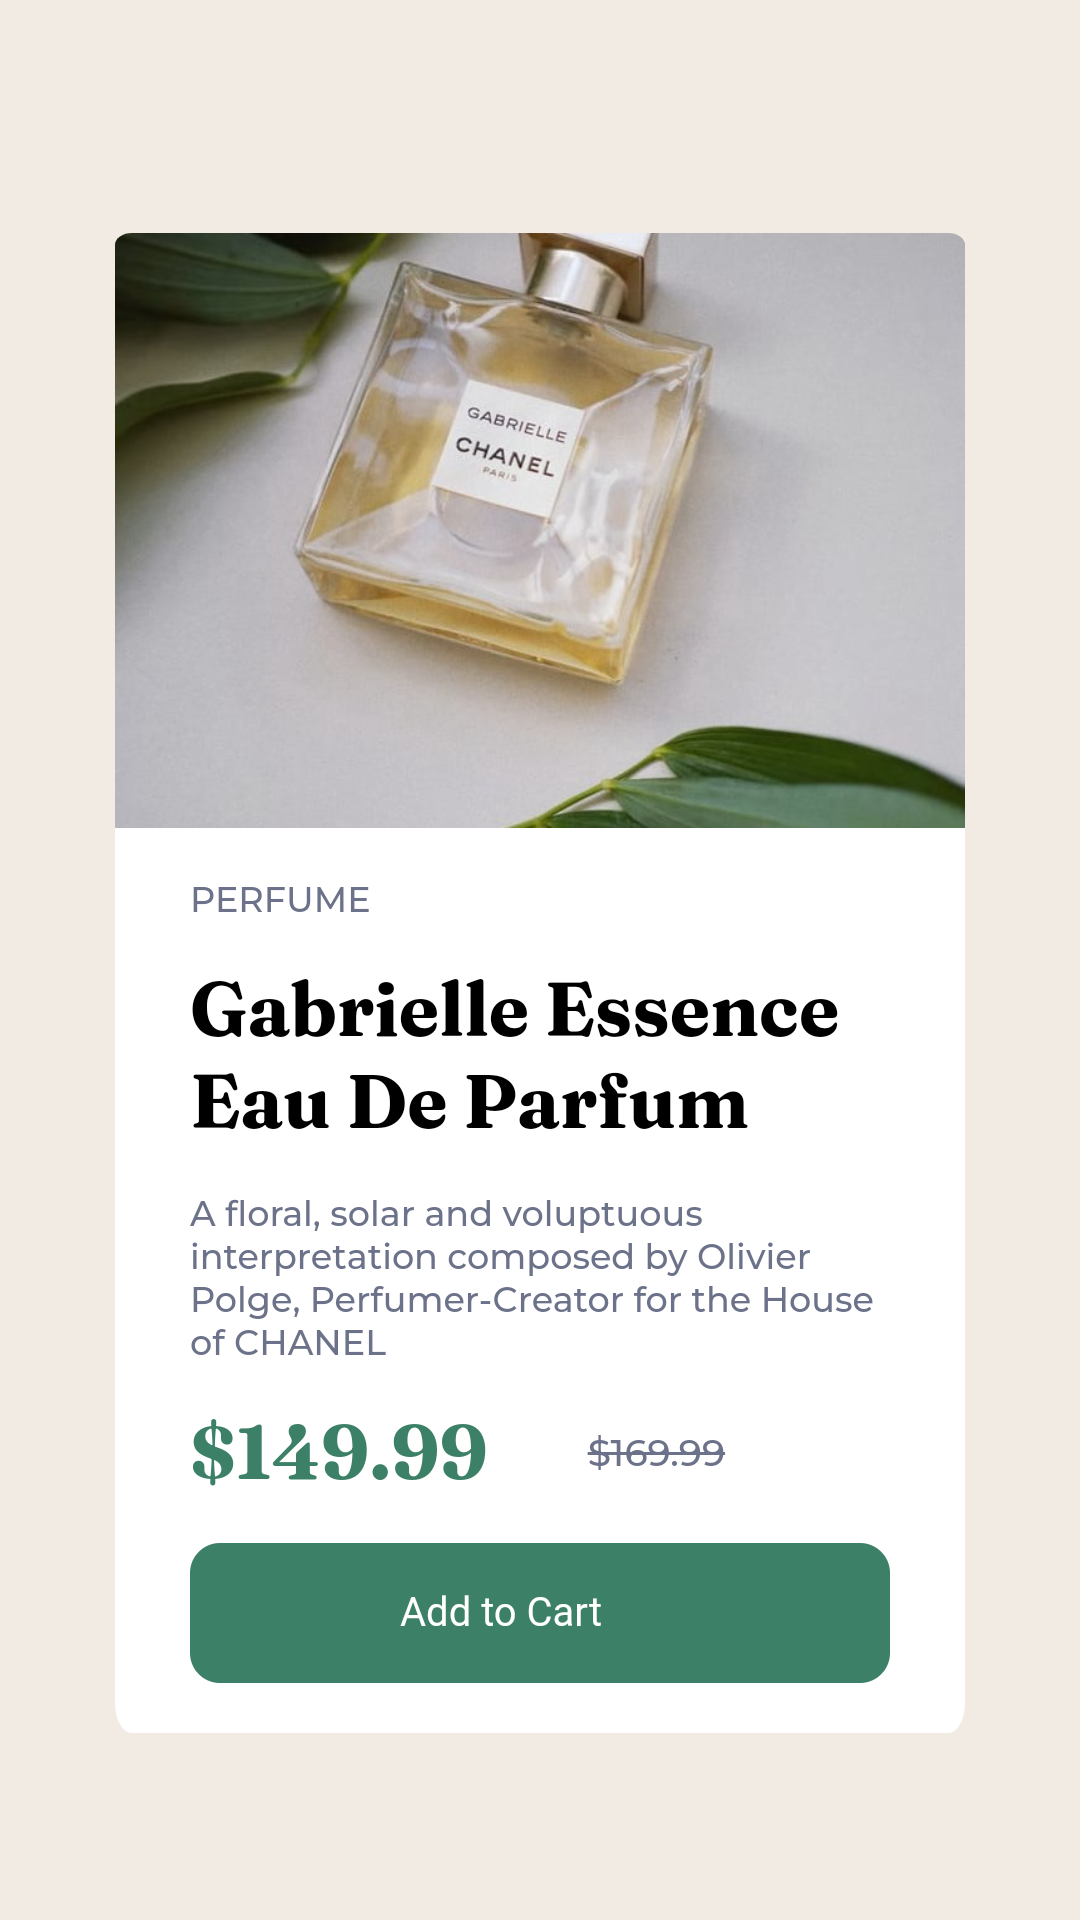 GABRIELLE
CHANEL
PARIS
PERFUME
Gabrielle Essence
Eau De Parfum
A floral, solar and voluptuous
interpretation composed by Olivier
Polge, Perfumer-Creator for the House
of CHANEL
$149.99 $169.99
Add to Cart